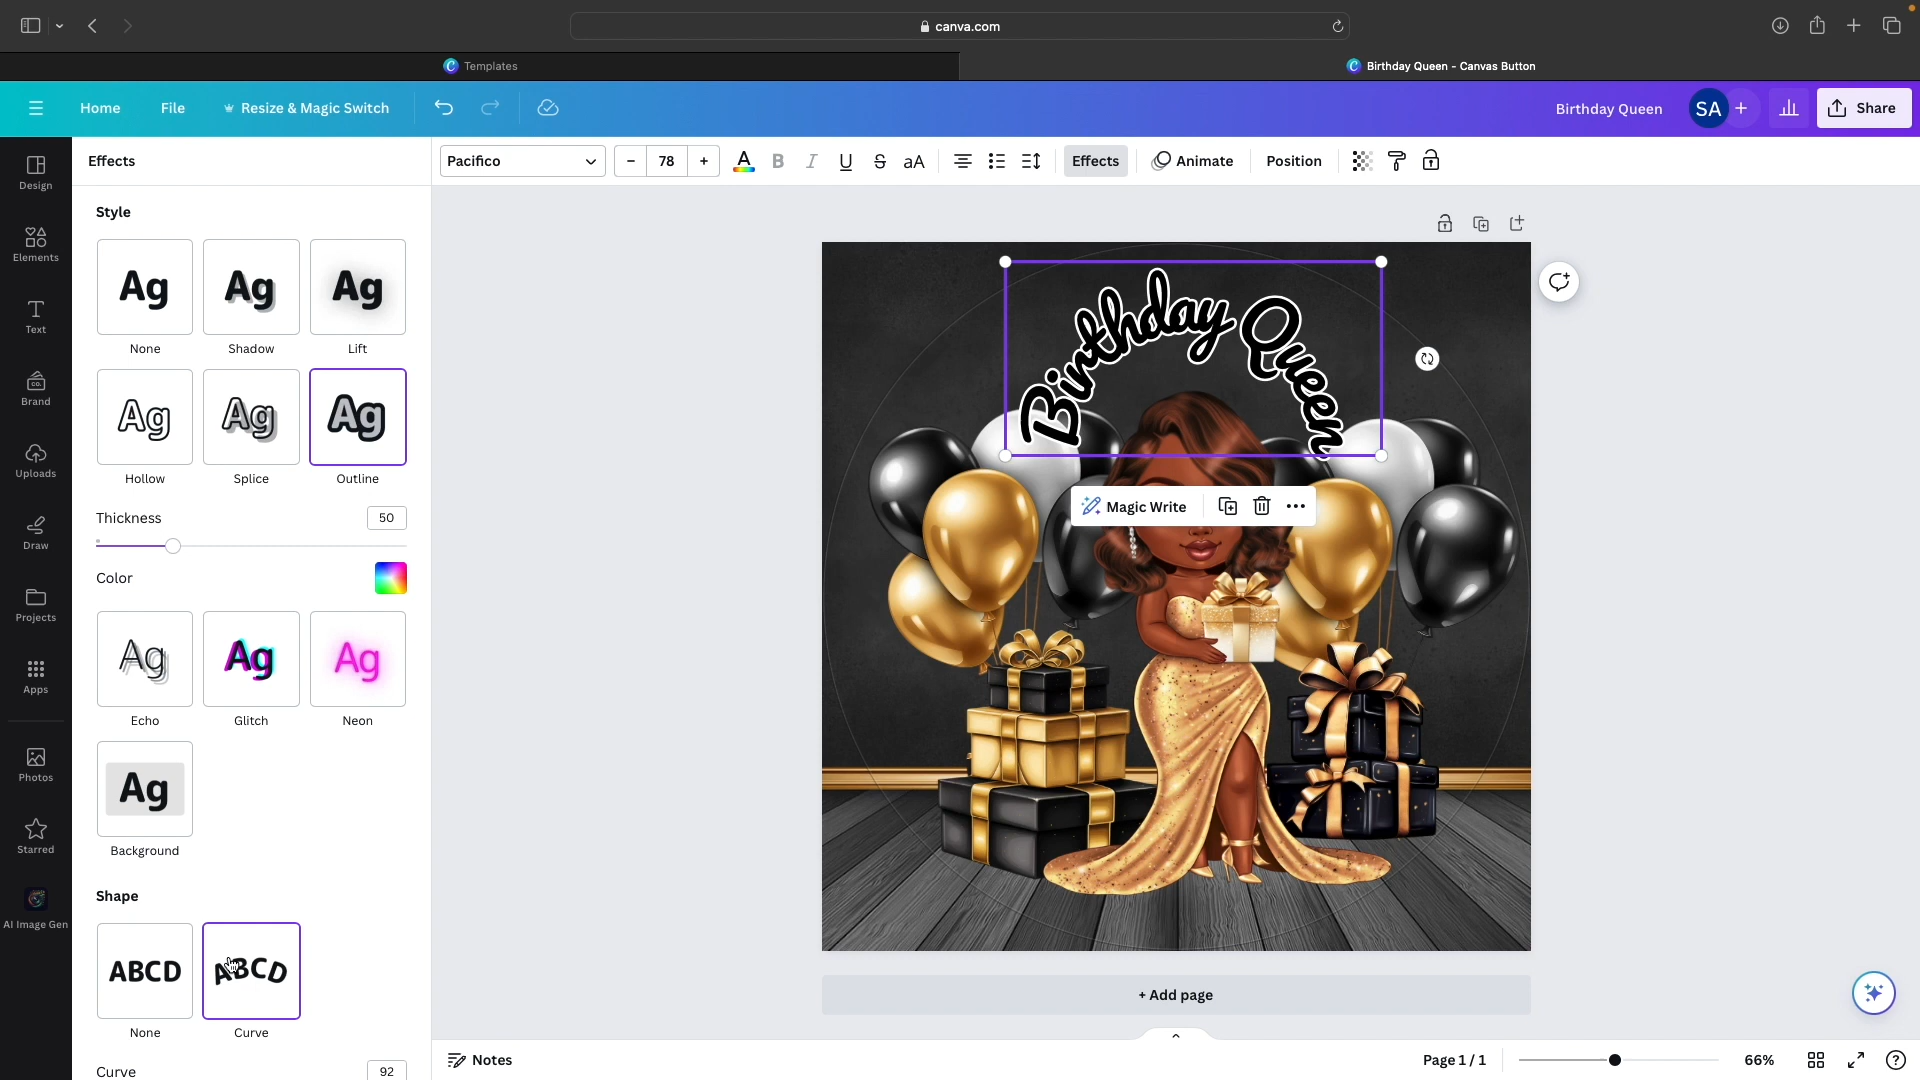 canva.com
Templates
Birthday Queen - Canvas Button
Home
File
Resize & Magic Switch
Birthday Queen
SA
+
Share
Effects
Pacifico
- 78 +
A
B
I
U
S
aA
Effects
Animate
Position
Design
Elements
Text
Brand
Uploads
Draw
Projects
Apps
Photos
Starred
AI Image Gen
Style
Ag
Ag
Ag
None
Shadow
Lift
Ag
Ag
Ag
Hollow
Splice
Outline
Thickness
50
Color
Ag
Ag
Ag
Echo
Glitch
Neon
Ag
Background
Shape
ABCD
ABCD
None
Curve
Curve
92
Birthday Queen
Magic Write
+ Add page
Notes
Page 1 / 1
66%